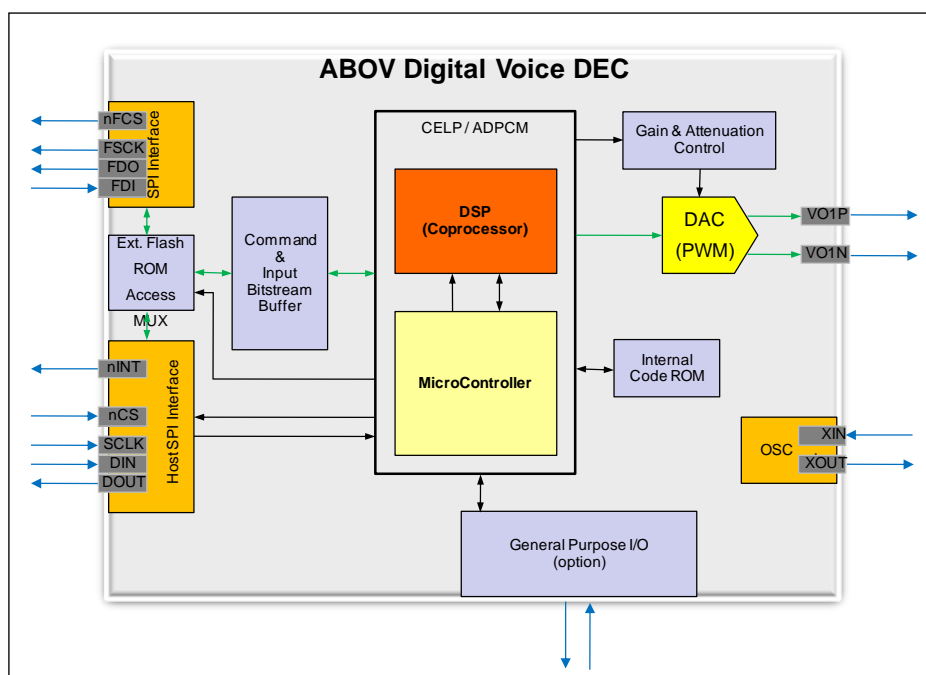 ABOV Digital Voice DEC
nFCS
FSCK
FDO
FDI
SPI Interface
Ext. Flash
ROM
Access
MUX
Command
&
Input
Bitstream
Buffer
nINT
nCS
SCLK
DIN
DOUT
Host SPI Interface
CELP / ADPCM
DSP
(Coprocessor)
MicroController
Gain & Attenuation
Control
DAC
(PWM)
VO1P
VO1N
Internal
Code ROM
OSC
XIN
XOUT
General Purpose I/O
(option)